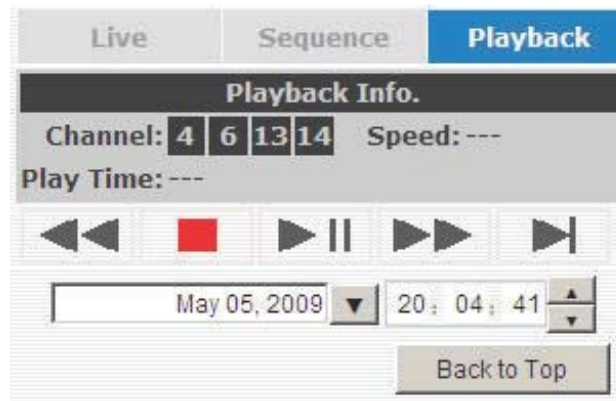 Live Sequence Playback
Playback Info.
Channel: 4 6 13 14 Speed: ---
Play Time: ---
May 05, 2009 20 : 04 : 41
Back to Top